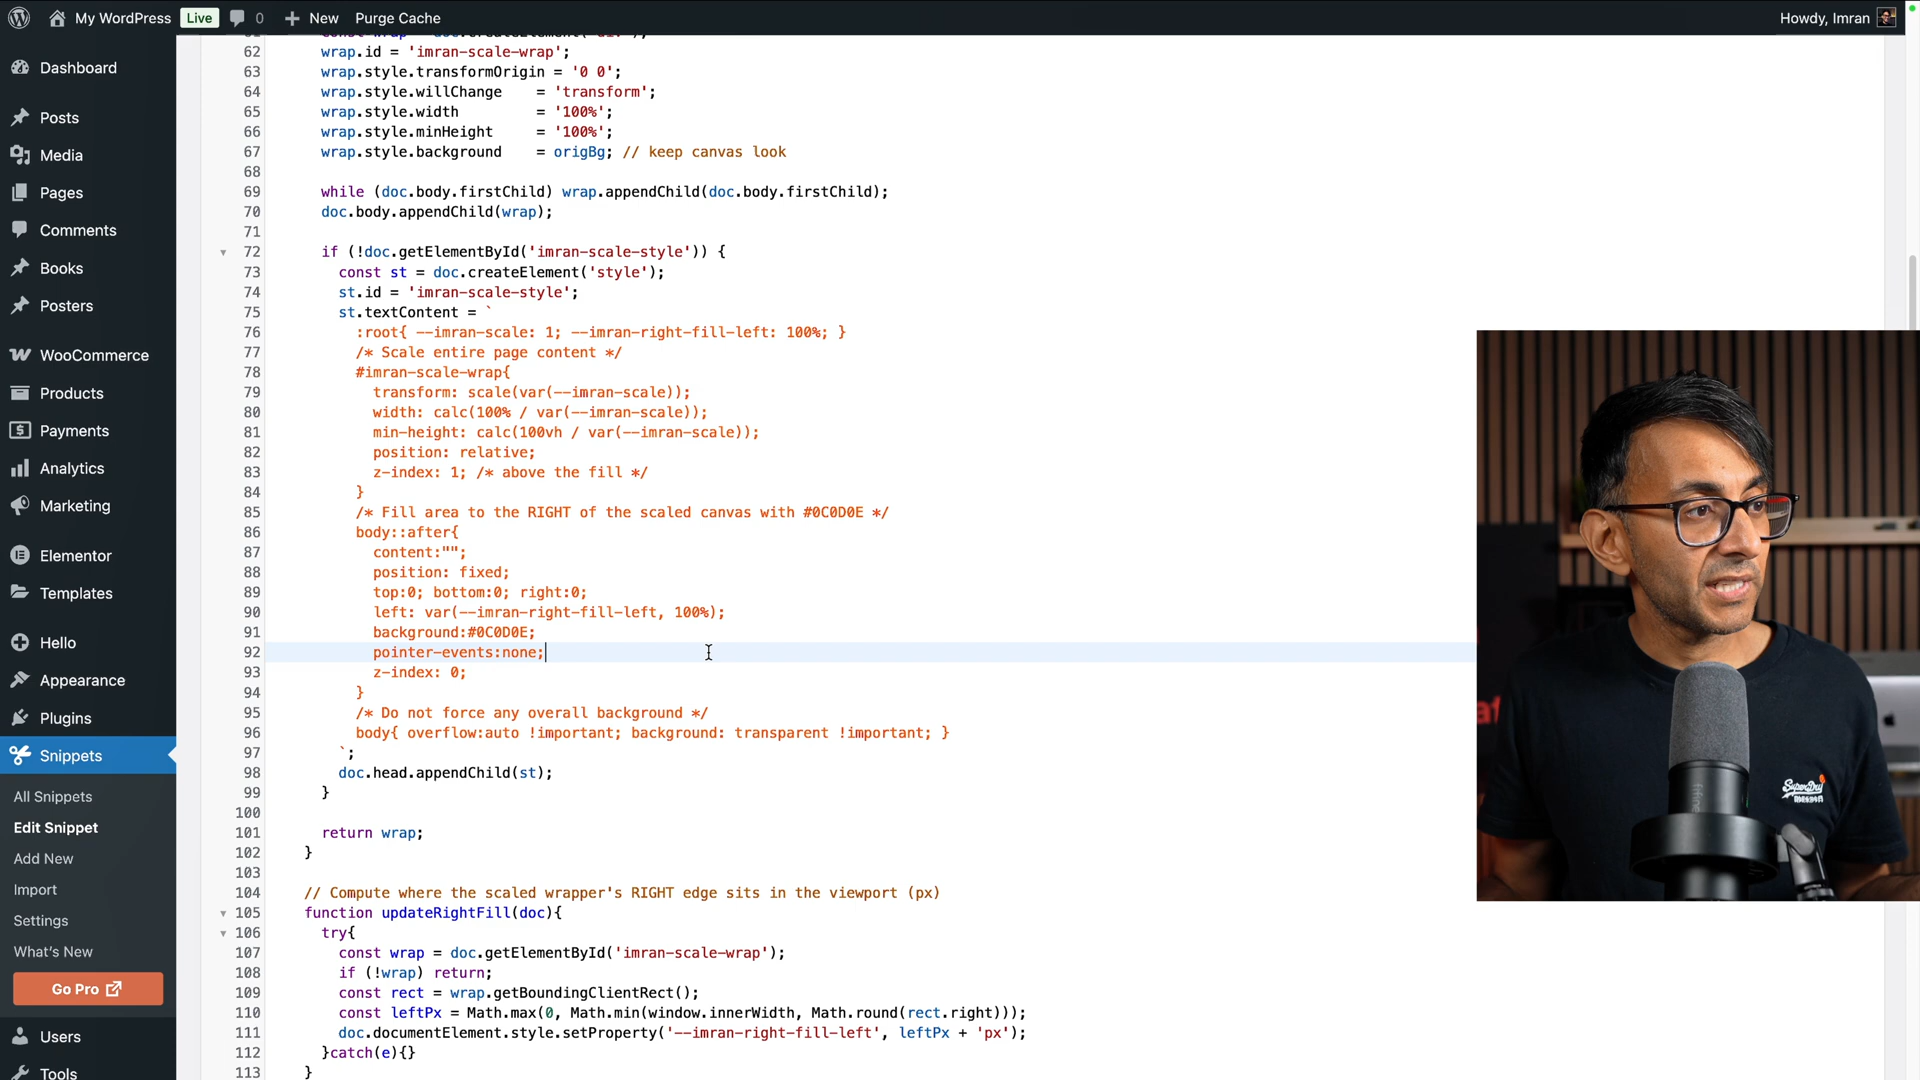 My WordPress
Live
0
New
Purge Cache
Howdy, Imran
Dashboard
Posts
Media
Pages
Comments
Books
Posters
WooCommerce
Products
Payments
Analytics
Marketing
Elementor
Templates
Hello
Appearance
Plugins
Snippets
All Snippets
Edit Snippet
Add New
Import
Settings
What's New
Go Pro
Users
Tools
62 wrap.id = 'imran-scale-wrap';
63 wrap.style.transformOrigin = '0 0';
64 wrap.style.willChange = 'transform';
65 wrap.style.width = '100%';
66 wrap.style.minHeight = '100%';
67 wrap.style.background = origBg; // keep canvas look
68
69 while (doc.body.firstChild) wrap.appendChild(doc.body.firstChild);
70 doc.body.appendChild(wrap);
71
72 if (!doc.getElementById('imran-scale-style')) {
73 const st = doc.createElement('style');
74 st.id = 'imran-scale-style';
75 st.textContent = `
76 :root{ --imran-scale: 1; --imran-right-fill-left: 100%; }
77 /* Scale entire page content */
78 #imran-scale-wrap{
79 transform: scale(var(--imran-scale));
80 width: calc(100% / var(--imran-scale));
81 min-height: calc(100vh / var(--imran-scale));
82 position: relative;
83 z-index: 1; /* above the fill */
84 }
85 /* Fill area to the RIGHT of the scaled canvas with #0C0D0E */
86 body::after{
87 content:"";
88 position: fixed;
89 top:0; bottom:0; right:0;
90 left: var(--imran-right-fill-left, 100%);
91 background:#0C0D0E;
92 pointer-events:none;
93 z-index: 0;
94 }
95 /* Do not force any overall background */
96 body{ overflow:auto !important; background: transparent !important; }
97 `;
98 doc.head.appendChild(st);
99 }
100
101 return wrap;
102 }
103
104 // Compute where the scaled wrapper's RIGHT edge sits in the viewport (px)
105 function updateRightFill(doc){
106 try{
107 const wrap = doc.getElementById('imran-scale-wrap');
108 if (!wrap) return;
109 const rect = wrap.getBoundingClientRect();
110 const leftPx = Math.max(0, Math.min(window.innerWidth, Math.round(rect.right)));
111 doc.documentElement.style.setProperty('--imran-right-fill-left', leftPx + 'px');
112 }catch(e){}
113 }